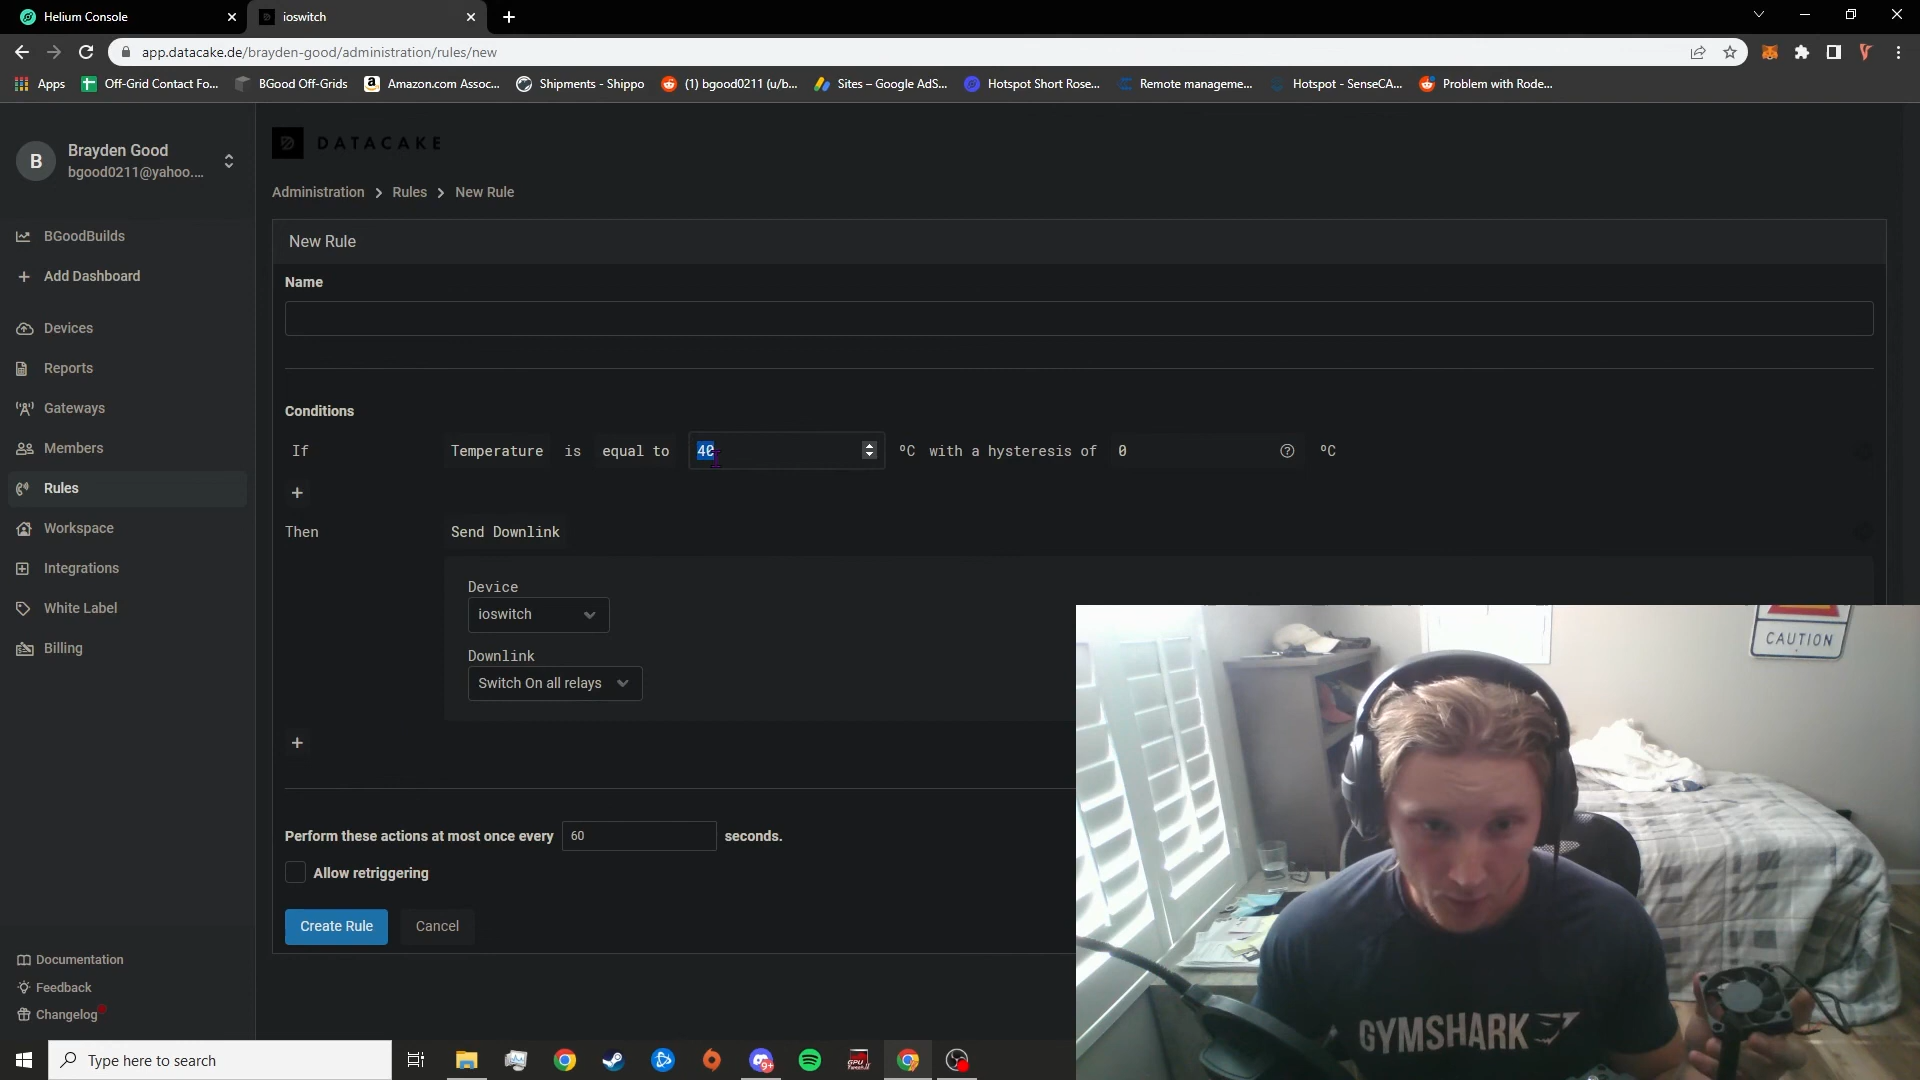 Helium Console
ioswitch
app.datacake.de/brayden-good/administration/rules/new
Apps
Off-Grid Contact Fo...
BGood Off-Grids
Amazon.com Assoc...
Shipments - Shippo
(1) bgood0211 (u/b...
Sites – Google AdS...
Hotspot Short Rose...
Remote manageme...
Hotspot - SenseCA...
Problem with Rode...
B
Brayden Good
bgood0211@yahoo....
BGoodBuilds
Add Dashboard
Devices
Reports
Gateways
Members
Rules
Workspace
Integrations
White Label
Billing
Documentation
Feedback
Changelog
DATACAKE
Administration > Rules > New Rule
New Rule
Name
Conditions
If Temperature is equal to 40 ºC with a hysteresis of 0 ºC
+
Then Send Downlink
Device
ioswitch
Downlink
Switch On all relays
+
Perform these actions at most once every 60 seconds.
Allow retriggering
Create Rule Cancel
CAUTION
GYMSHARK
Type here to search
9+
GPU